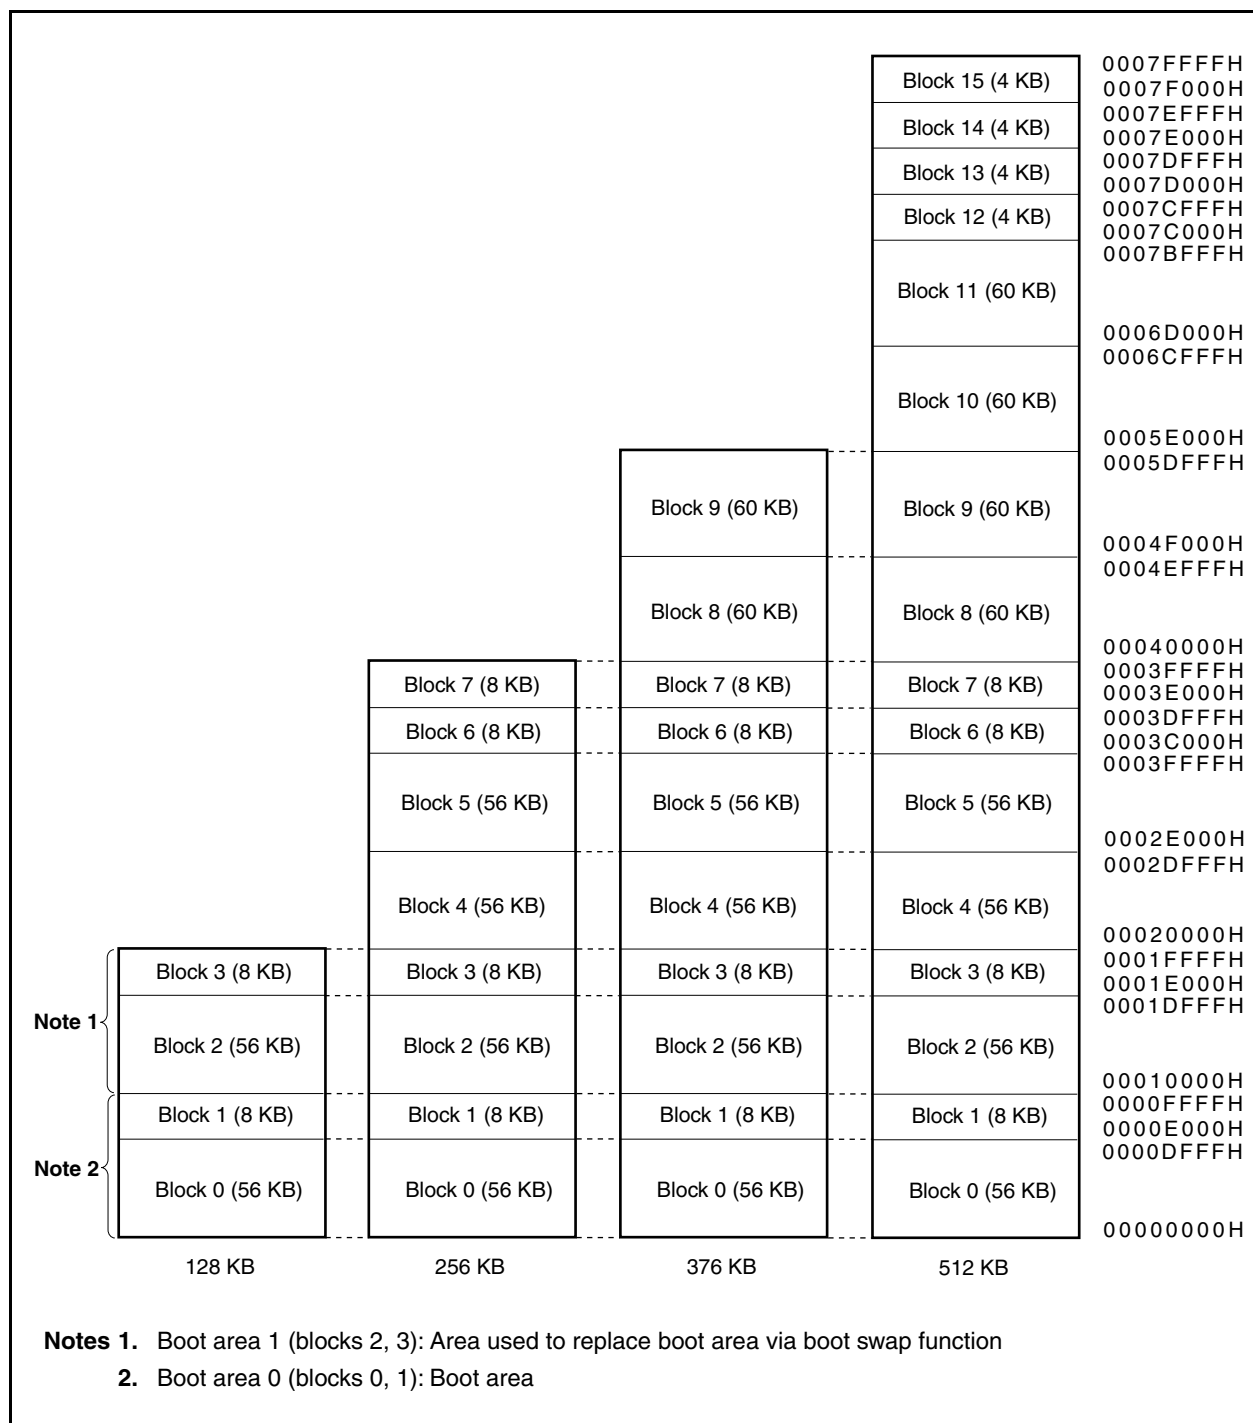 0007FFFFH
Block 15 (4 KB)
0007F000H
0007EFFFH
Block 14 (4 KB)
0007E000H
0007DFFFH
Block 13 (4 KB)
0007D000H
0007CFFFH
Block 12 (4 KB)
0007C000H
0007BFFFH
Block 11 (60 KB)
0006D000H
0006CFFFH
Block 10 (60 KB)
0005E000H
0005DFFFH
Block 9 (60 KB) Block 9 (60 KB)
0004F000H
0004EFFFH
Block 8 (60 KB) Block 8 (60 KB)
00040000H
0003FFFFH
Block 7 (8 KB) Block 7 (8 KB) Block 7 (8 KB)
0003E000H
0003DFFFH
Block 6 (8 KB) Block 6 (8 KB) Block 6 (8 KB)
0003C000H
0003FFFFH
Block 5 (56 KB) Block 5 (56 KB) Block 5 (56 KB)
0002E000H
0002DFFFH
Block 4 (56 KB) Block 4 (56 KB) Block 4 (56 KB)
00020000H
0001FFFFH
Block 3 (8 KB) Block 3 (8 KB) Block 3 (8 KB) Block 3 (8 KB)
0001E000H
0001DFFFH
Note 1
Block 2 (56 KB) Block 2 (56 KB) Block 2 (56 KB) Block 2 (56 KB)
00010000H
0000FFFFH
Block 1 (8 KB) Block 1 (8 KB) Block 1 (8 KB) Block 1 (8 KB)
0000E000H
0000DFFFH
Note 2
Block 0 (56 KB) Block 0 (56 KB) Block 0 (56 KB) Block 0 (56 KB)
00000000H
128 KB 256 KB 376 KB 512 KB
Notes 1. Boot area 1 (blocks 2, 3): Area used to replace boot area via boot swap function
2. Boot area 0 (blocks 0, 1): Boot area